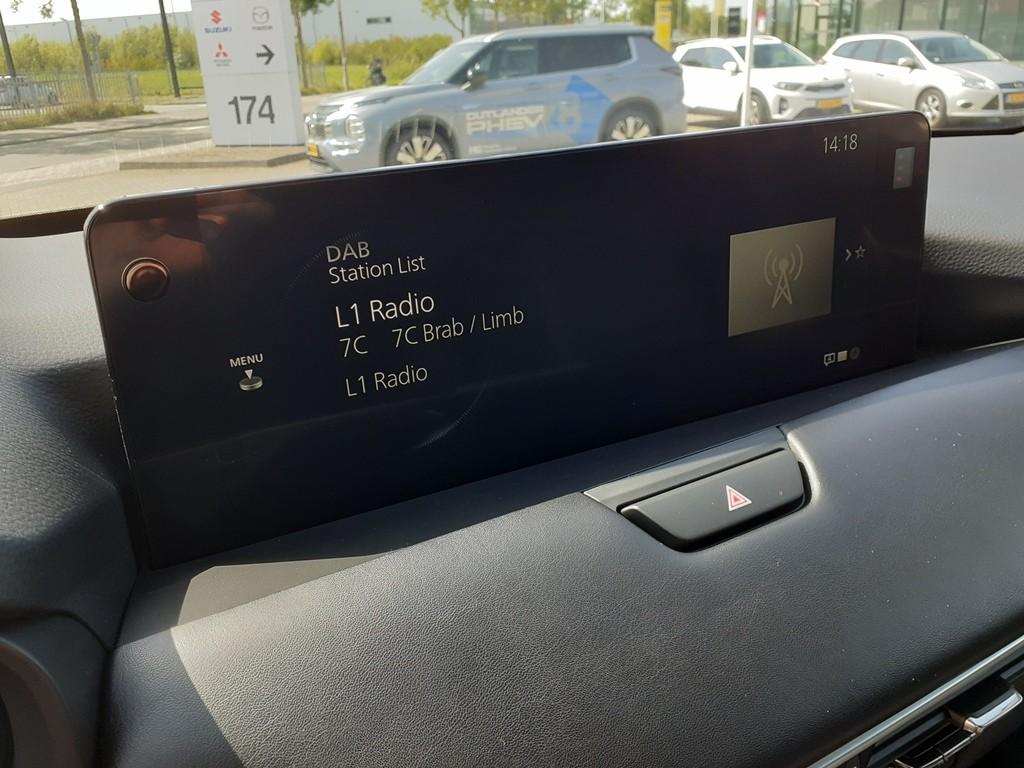 SUZUKI
mazda
MITSUBISHI
174
OUTLANDER
PHEV
14:18
DAB
Station List
L1 Radio
7C 7C Brab / Limb
L1 Radio
MENU